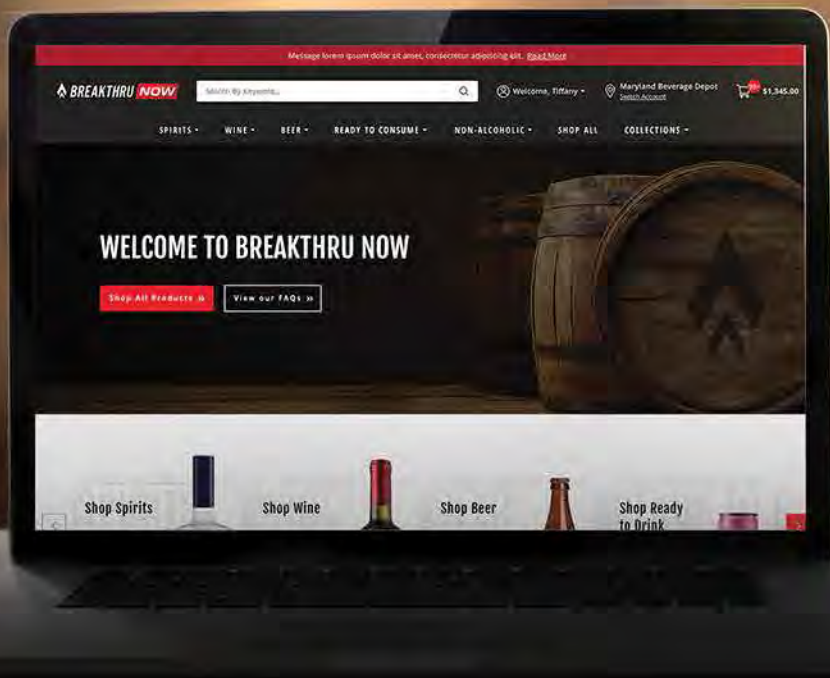 Message lorem ipsum dolor sit amet, consectetur adipiscing elit. Read More
BREAKTHRU NOW
Search By Keyword...
Welcome, Tiffany
Maryland Beverage Depot
Switch Account
99+
$1,345.00
SPIRITS
WINE
BEER
READY TO CONSUME
NON-ALCOHOLIC
SHOP ALL
COLLECTIONS
WELCOME TO BREAKTHRU NOW
Shop All Products »
View our FAQs »
Shop Spirits
Shop Wine
Shop Beer
Shop Ready
to Drink